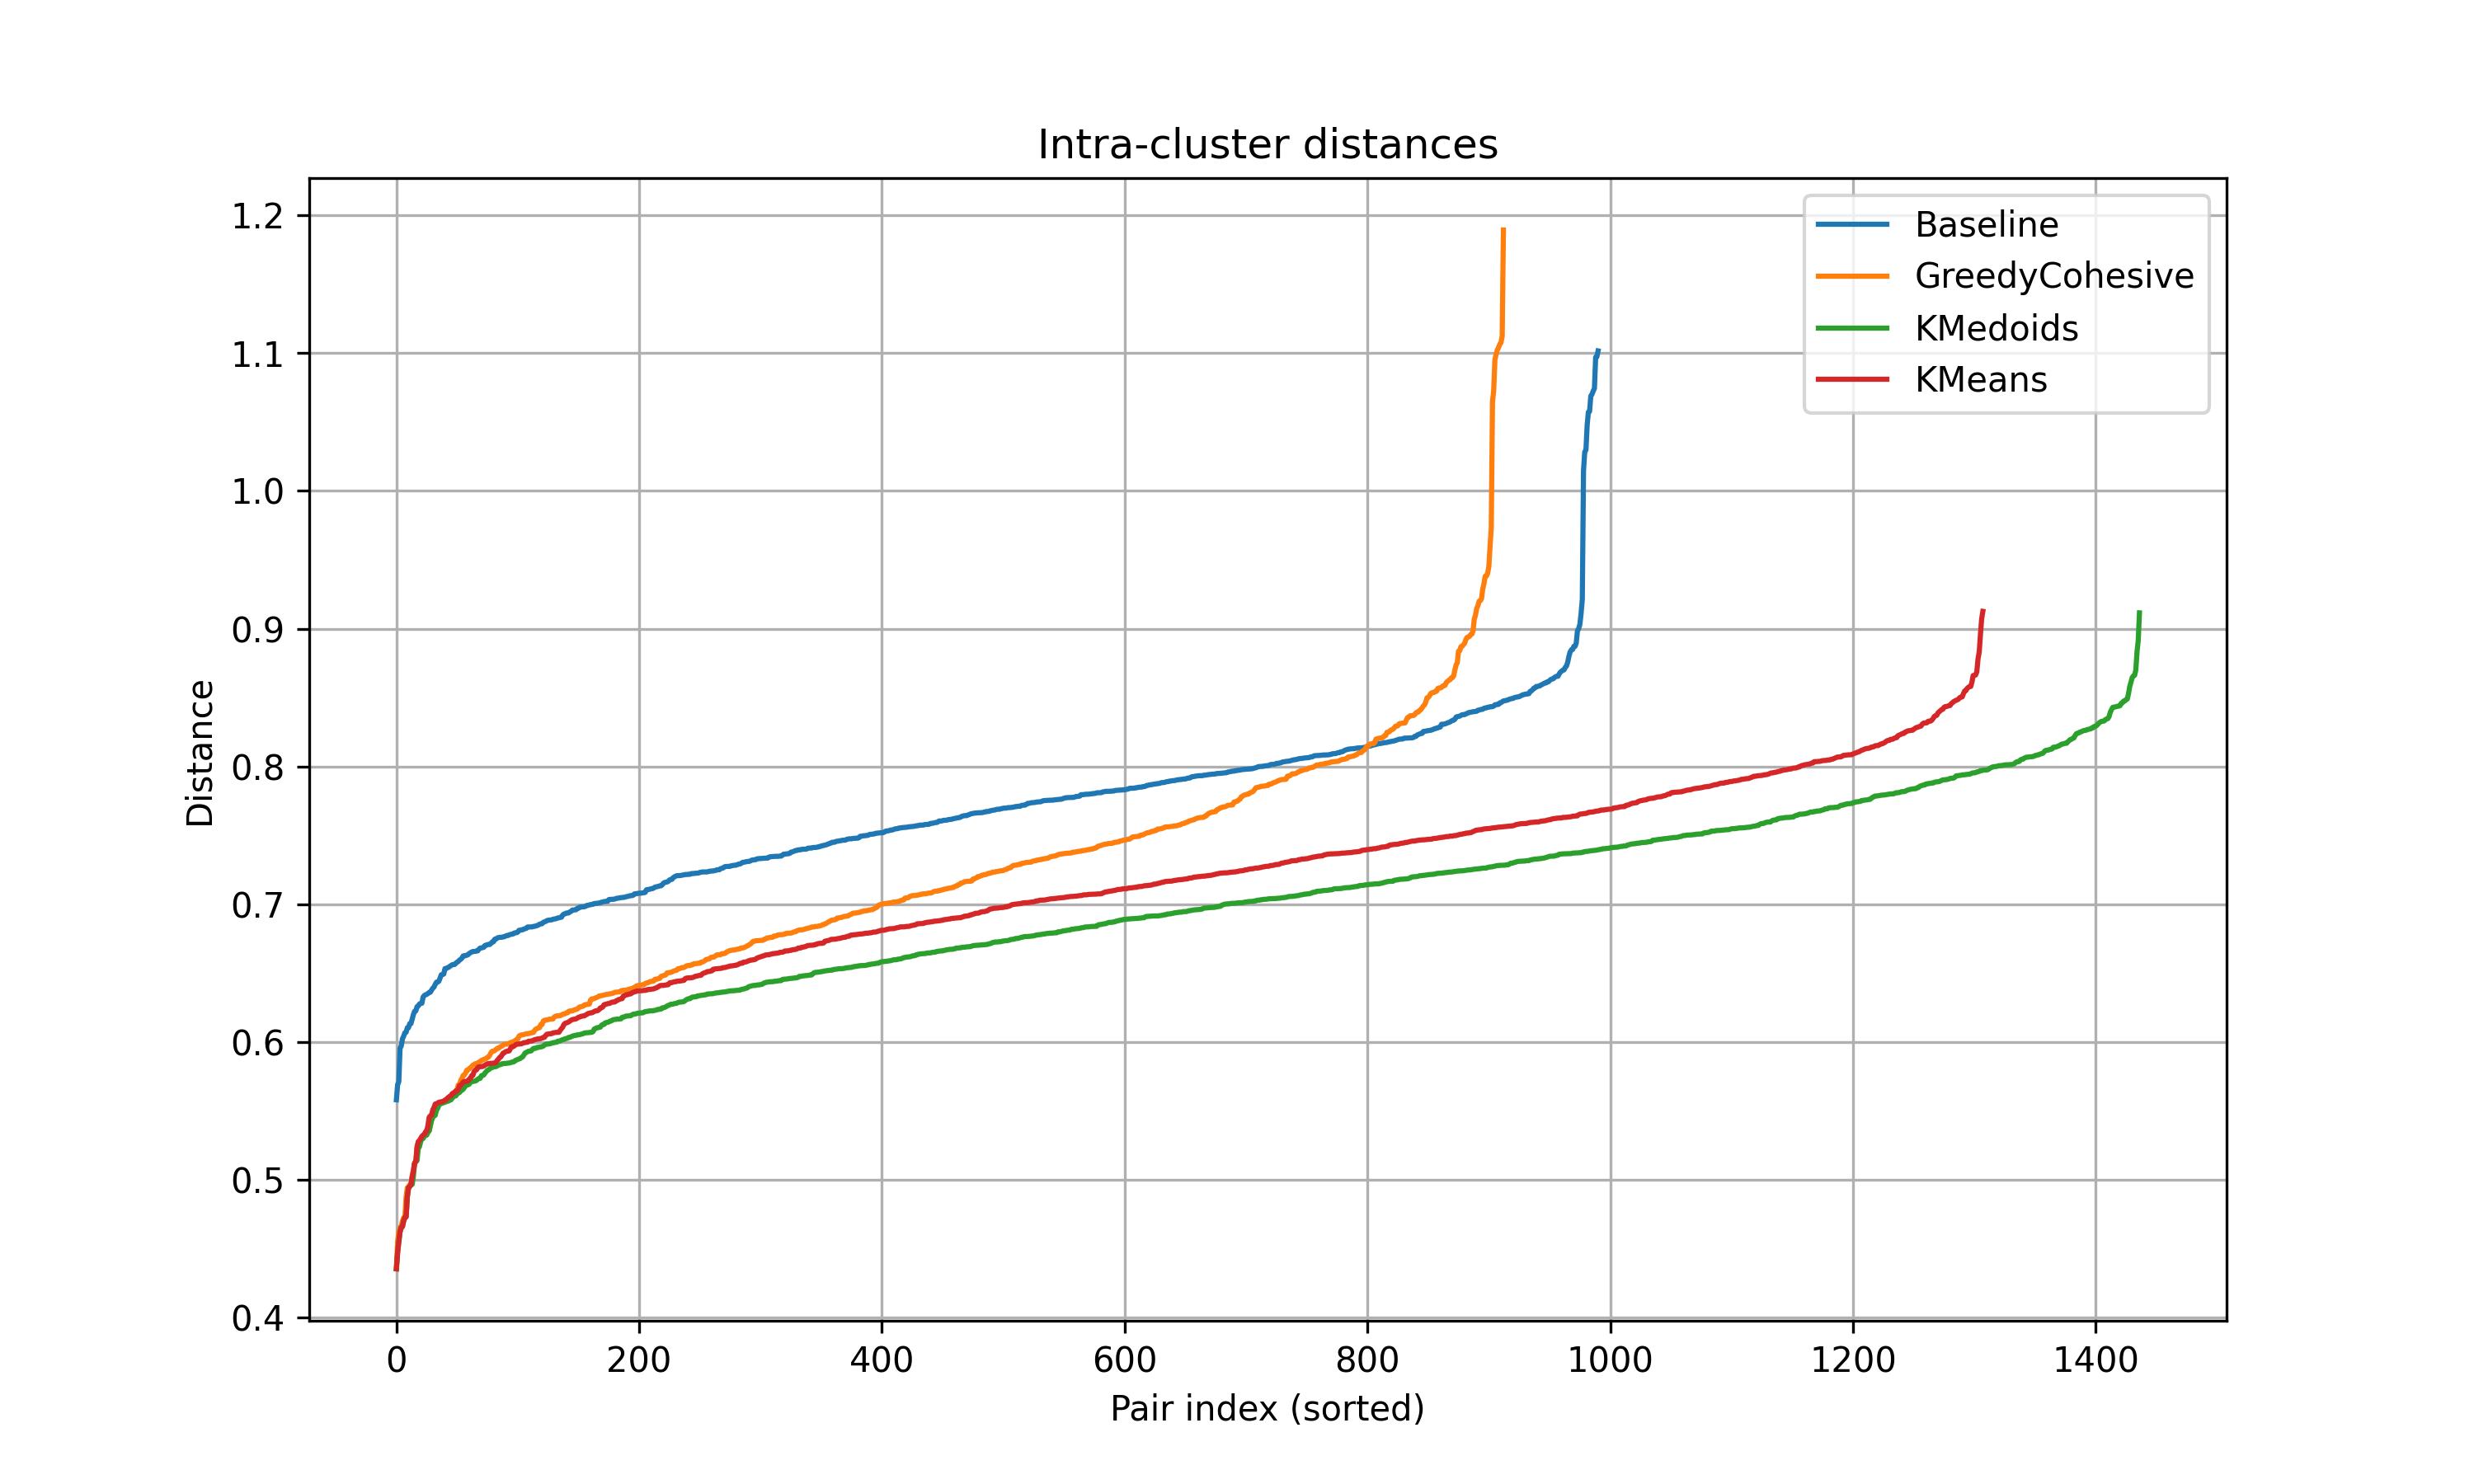 Intra-cluster distances
1.2
1.1
1.0
0.9
0.8
0.7
0.6
0.5
0.4
Distance
Baseline
GreedyCohesive
KMedoids
KMeans
0 200 400 600 800 1000 1200 1400
Pair index (sorted)